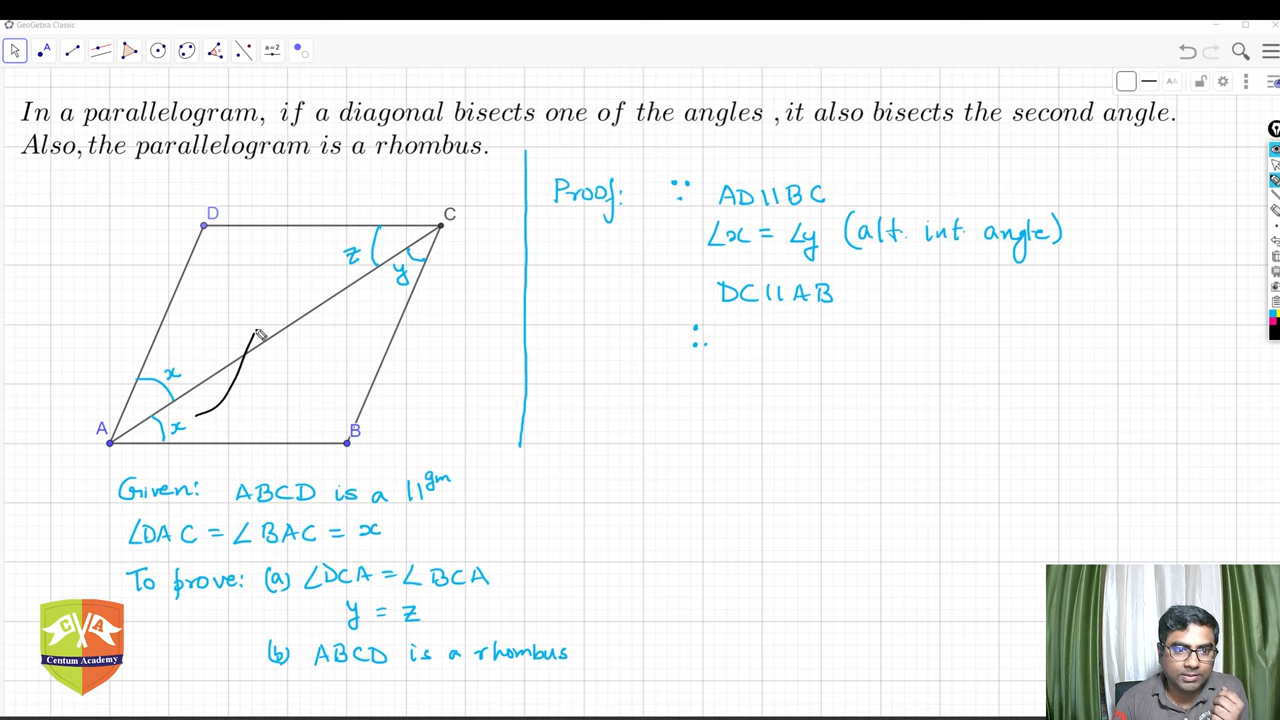 GeoGebra Classic
a=2
AA
In a parallelogram, if a diagonal bisects one of the angles , it also bisects the second angle.
Also, the parallelogram is a rhombus.
D
C
z
y
x
x
A
B
Given: ABCD is a ||gm
∠DAC = ∠BAC = x
To prove: (a) ∠DCA = ∠BCA
y = z
(b) ABCD is a rhombus
Proof: ∵ AD||BC
∠x = ∠y (alt. int. angle)
DC||AB
∴
C A
Centum Academy